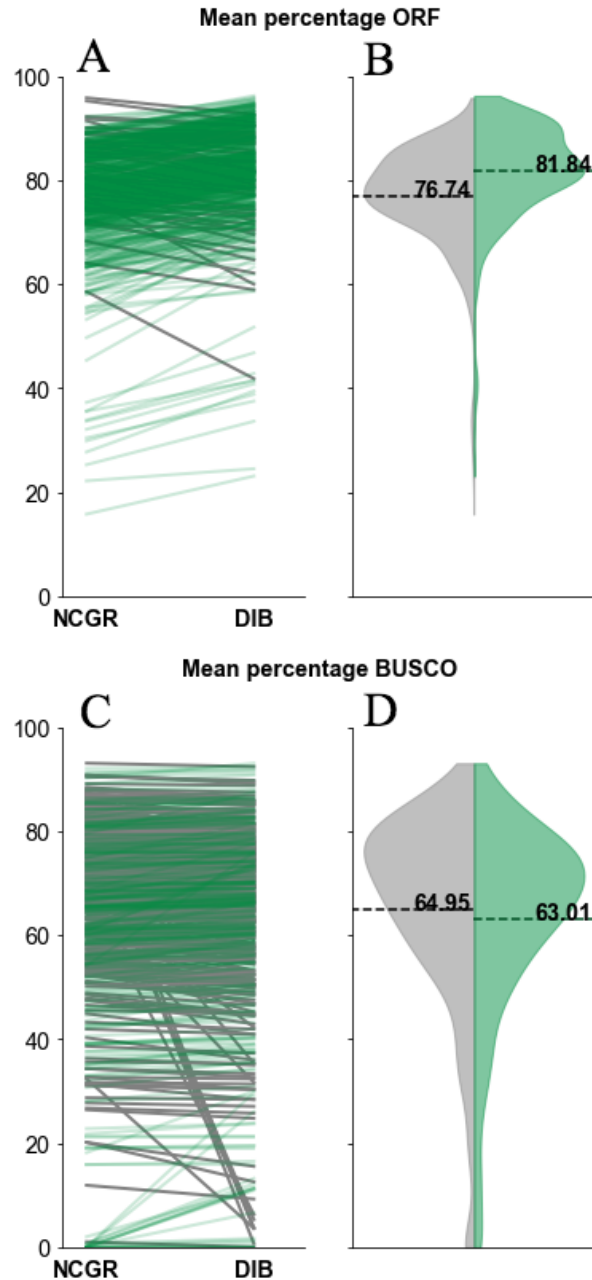 Mean percentage ORF
A
B
100
80
60
40
20
0
76.74
81.84
NCGR
DIB
Mean percentage BUSCO
C
D
100
80
60
40
20
0
64.95
63.01
NCGR
DIB